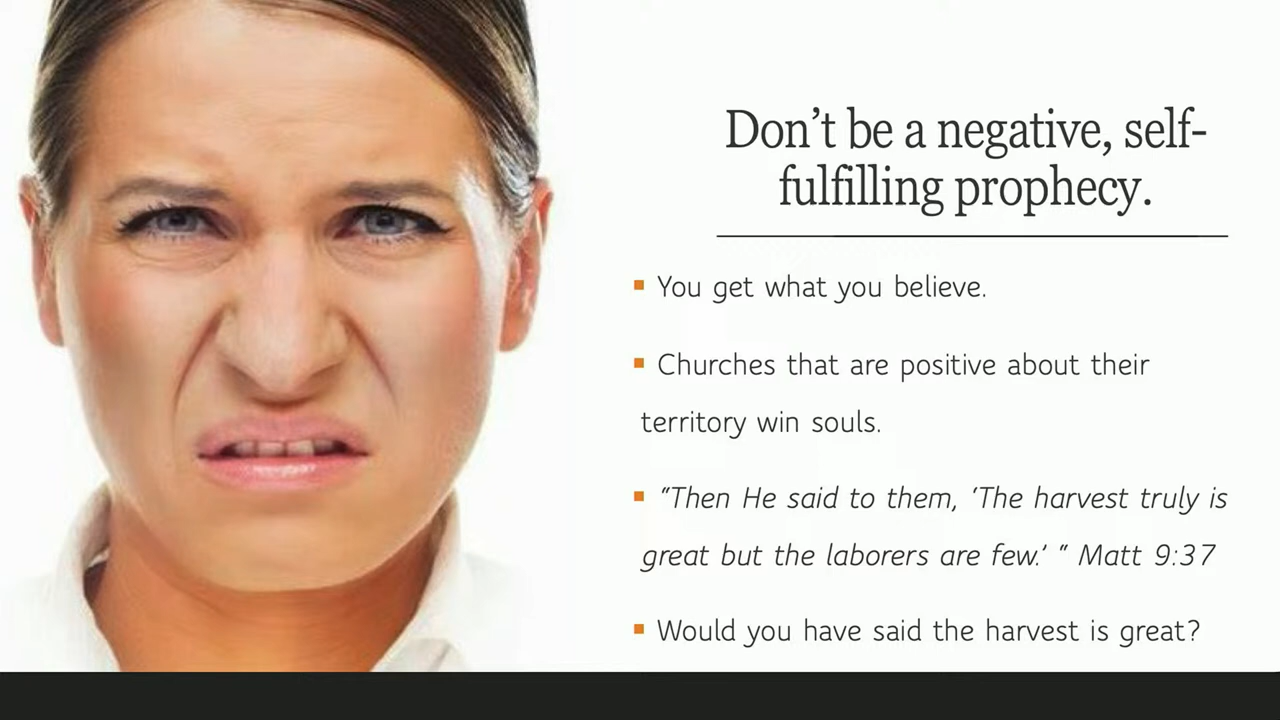 Don’t be a negative, self-
fulfilling prophecy.
▪ You get what you believe.
▪ Churches that are positive about their
territory win souls.
▪ “Then He said to them, ‘The harvest truly is
great but the laborers are few.’ “ Matt 9:37
▪ Would you have said the harvest is great?